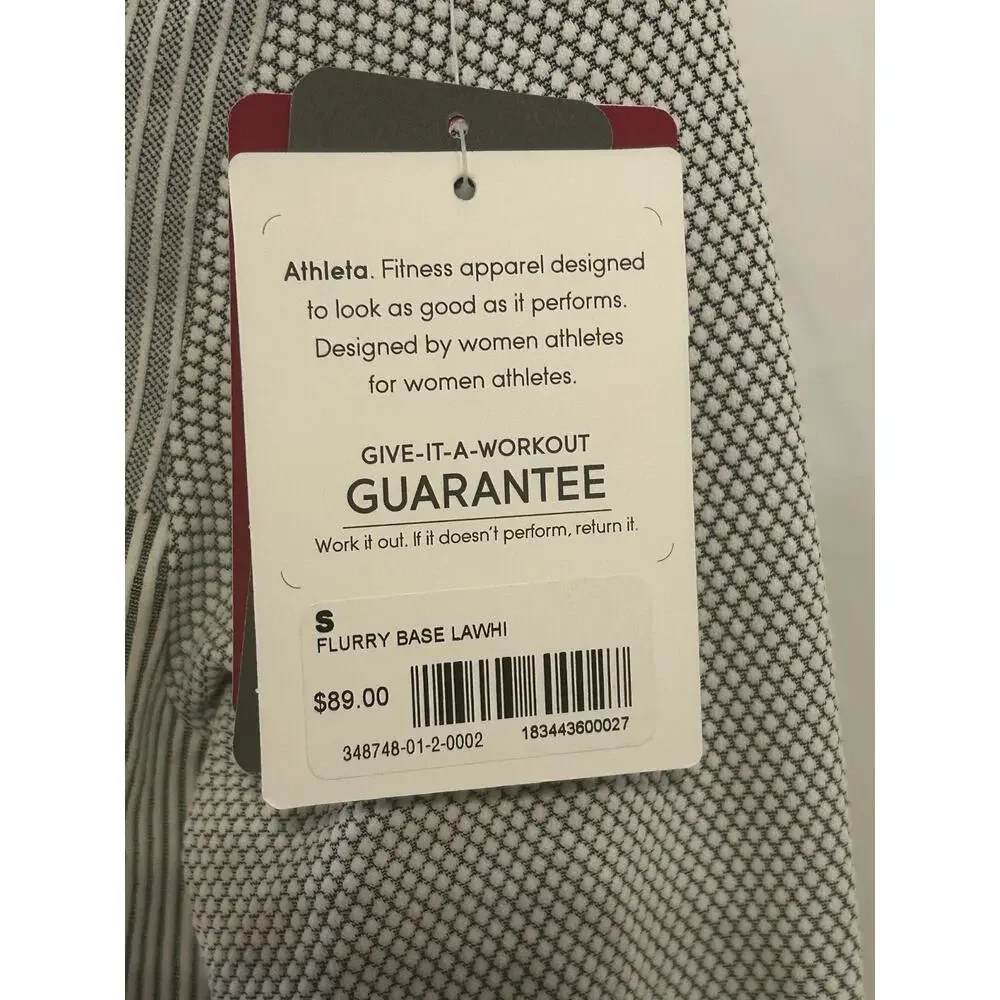 Athleta. Fitness apparel designed
to look as good as it performs.
Designed by women athletes
for women athletes.
GIVE-IT-A-WORKOUT
GUARANTEE
Work it out. If it doesn't perform, return it.
S
FLURRY BASE LAWHI
$89.00
348748-01-2-0002
183443600027